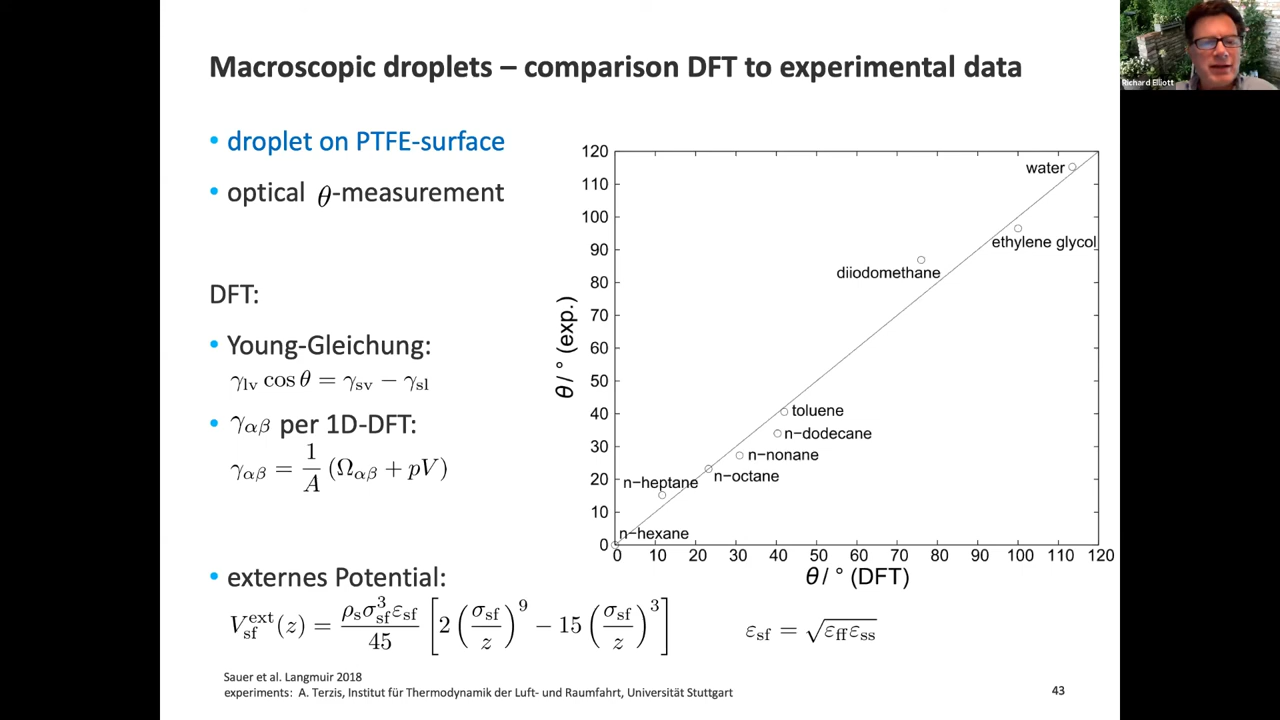 Macroscopic droplets – comparison DFT to experimental data
Richard Elliott
• droplet on PTFE-surface
• optical θ-measurement
DFT:
• Young-Gleichung:
γlv cos θ = γsv − γsl
• γαβ per 1D-DFT:
γαβ = 1/A (Ωαβ + pV)
• externes Potential:
Vsf^ext(z) = ρsσsf^3εsf/45 [2 (σsf/z)^9 − 15 (σsf/z)^3]
εsf = √εffεss
θ / ° (exp.)
120
110
100
90
80
70
60
50
40
30
20
10
0
water
ethylene glycol
diiodomethane
toluene
n−dodecane
n−nonane
n−octane
n−heptane
n−hexane
0 10 20 30 40 50 60 70 80 90 100 110 120
θ / ° (DFT)
Sauer et al. Langmuir 2018
experiments: A. Terzis, Institut für Thermodynamik der Luft- und Raumfahrt, Universität Stuttgart
43